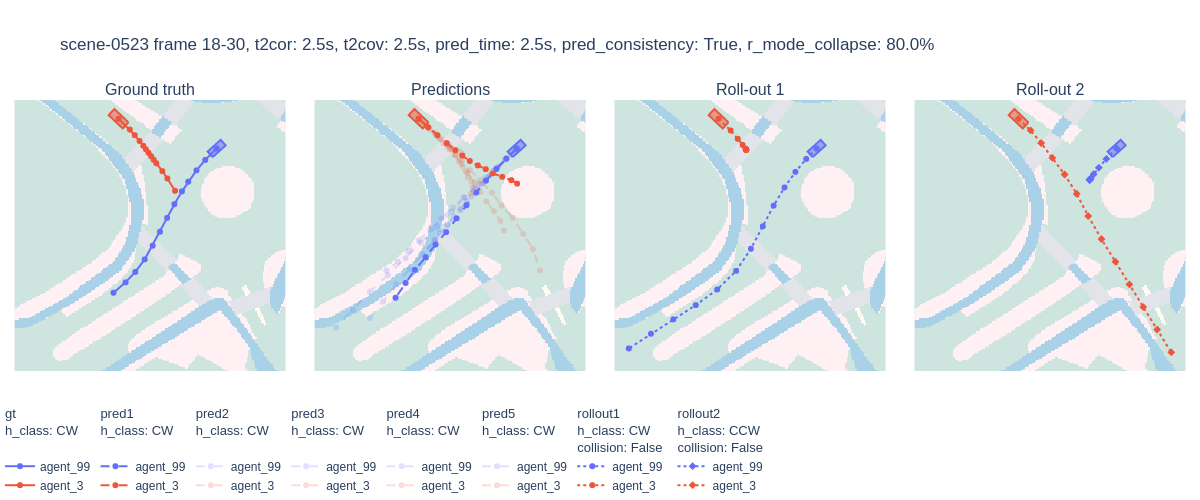 scene-0523 frame 18-30, t2cor: 2.5s, t2cov: 2.5s, pred_time: 2.5s, pred_consistency: True, r_mode_collapse: 80.0%
Ground truth Predictions Roll-out 1 Roll-out 2
gt pred1 pred2 pred3 pred4 pred5 rollout1 rollout2
h_class: CW h_class: CW h_class: CW h_class: CW h_class: CW h_class: CW h_class: CW h_class: CCW
collision: False collision: False
agent_99 agent_99 agent_99 agent_99 agent_99 agent_99 agent_99 agent_99
agent_3 agent_3 agent_3 agent_3 agent_3 agent_3 agent_3 agent_3